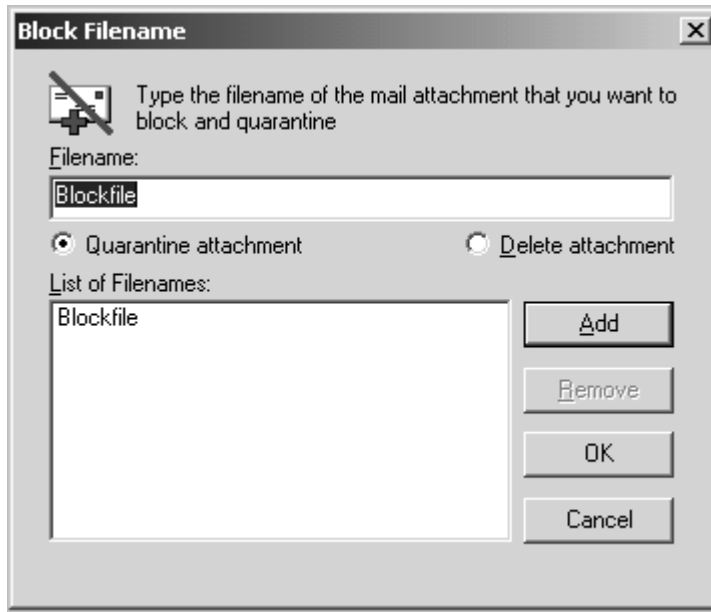 Block Filename
Type the filename of the mail attachment that you want to
block and quarantine
Filename:
Blockfile
Quarantine attachment
Delete attachment
List of Filenames:
Blockfile
Add
Remove
OK
Cancel